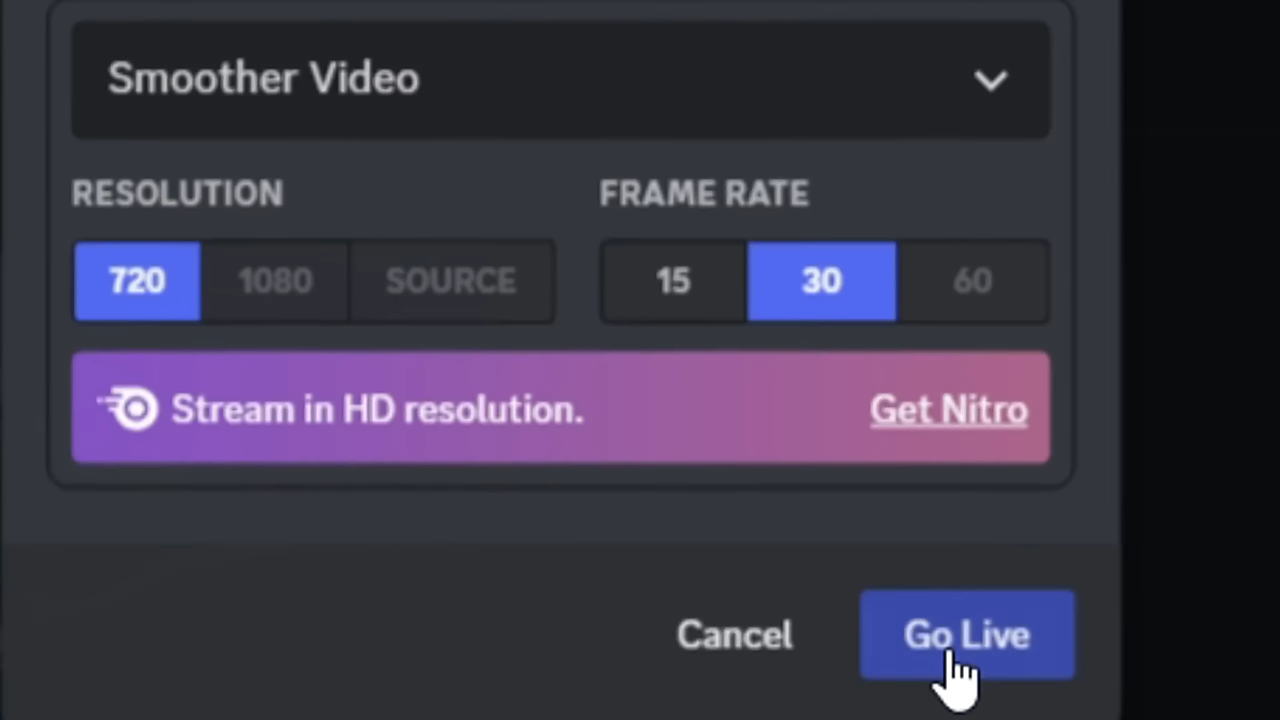 Smoother Video
RESOLUTION
FRAME RATE
720 1080 SOURCE
15 30 60
Stream in HD resolution. Get Nitro
Cancel Go Live